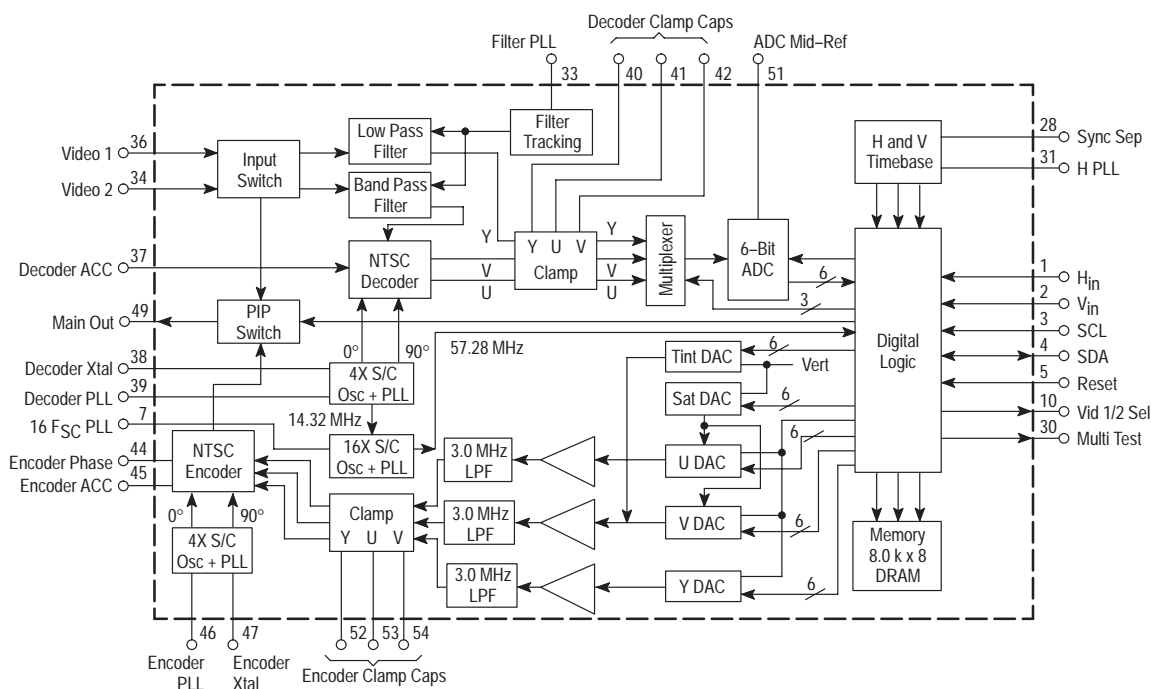 Decoder Clamp Caps
Filter PLL
ADC Mid–Ref
33
40
41
42
51
36
Video 1
34
Video 2
Input
Switch
Low Pass
Filter
Band Pass
Filter
Filter
Tracking
H and V
Timebase
28
Sync Sep
31
H PLL
37
Decoder ACC
NTSC
Decoder
Y
V
U
Y U V
Clamp
Y
V
U
Multiplexer
6–Bit
ADC
6
3
49
Main Out
PIP
Switch
0°
90°
57.28 MHz
Digital
Logic
1
Hin
2
Vin
3
SCL
4
SDA
5
Reset
10
Vid 1/2 Sel
30
Multi Test
38
Decoder Xtal
39
Decoder PLL
4X S/C
Osc + PLL
14.32 MHz
7
16 FSC PLL
16X S/C
Osc + PLL
Tint DAC
6
Vert
Sat DAC
6
44
Encoder Phase
45
Encoder ACC
NTSC
Encoder
3.0 MHz
LPF
U DAC
6
Clamp
Y U V
3.0 MHz
LPF
V DAC
6
0°
90°
4X S/C
Osc + PLL
3.0 MHz
LPF
Y DAC
6
Memory
8.0 k x 8
DRAM
46
47
52
53
54
Encoder
PLL
Encoder
Xtal
Encoder Clamp Caps